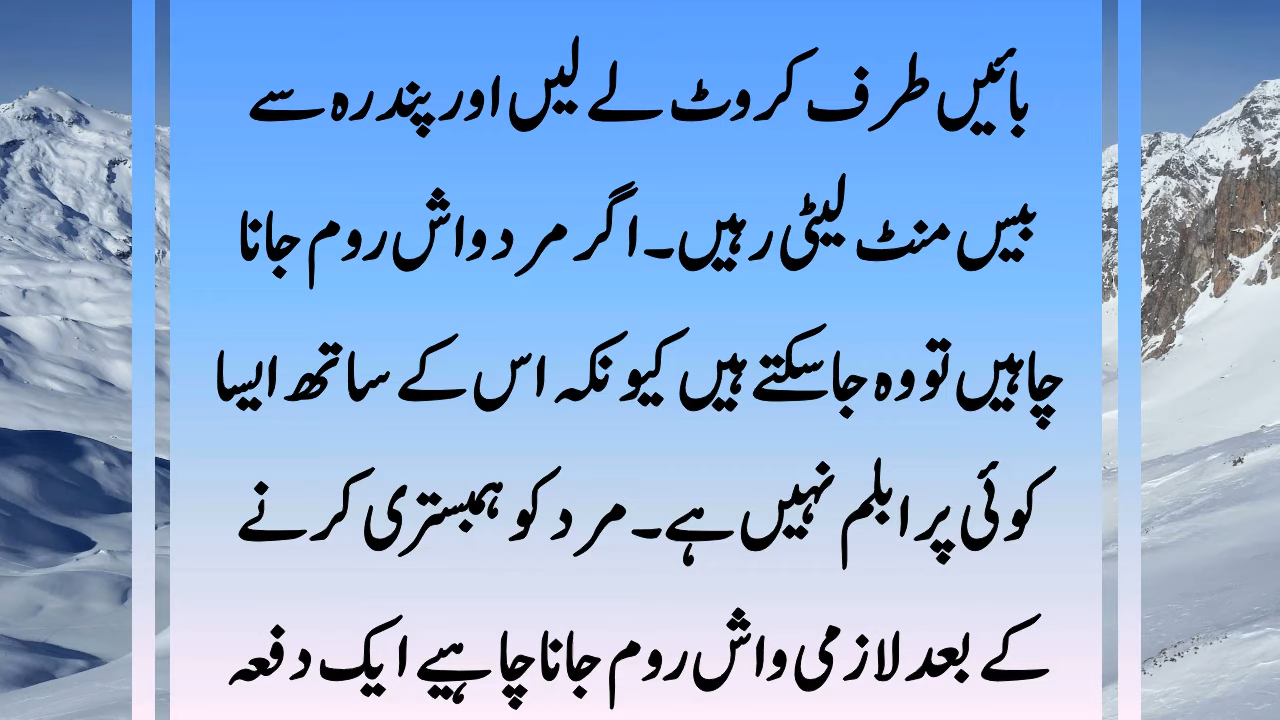 بائیں طرف کروٹ لے لیں اور پندرہ سے
بیس منٹ لیٹی رہیں۔ اگر مرد واش روم جانا
چاہیں تو وہ جاسکتے ہیں کیونکہ اس کے ساتھ ایسا
کوئی پرابلم نہیں ہے۔ مرد کو ہمبستری کرنے
کے بعد لازمی واش روم جانا چاہیے ایک دفعہ